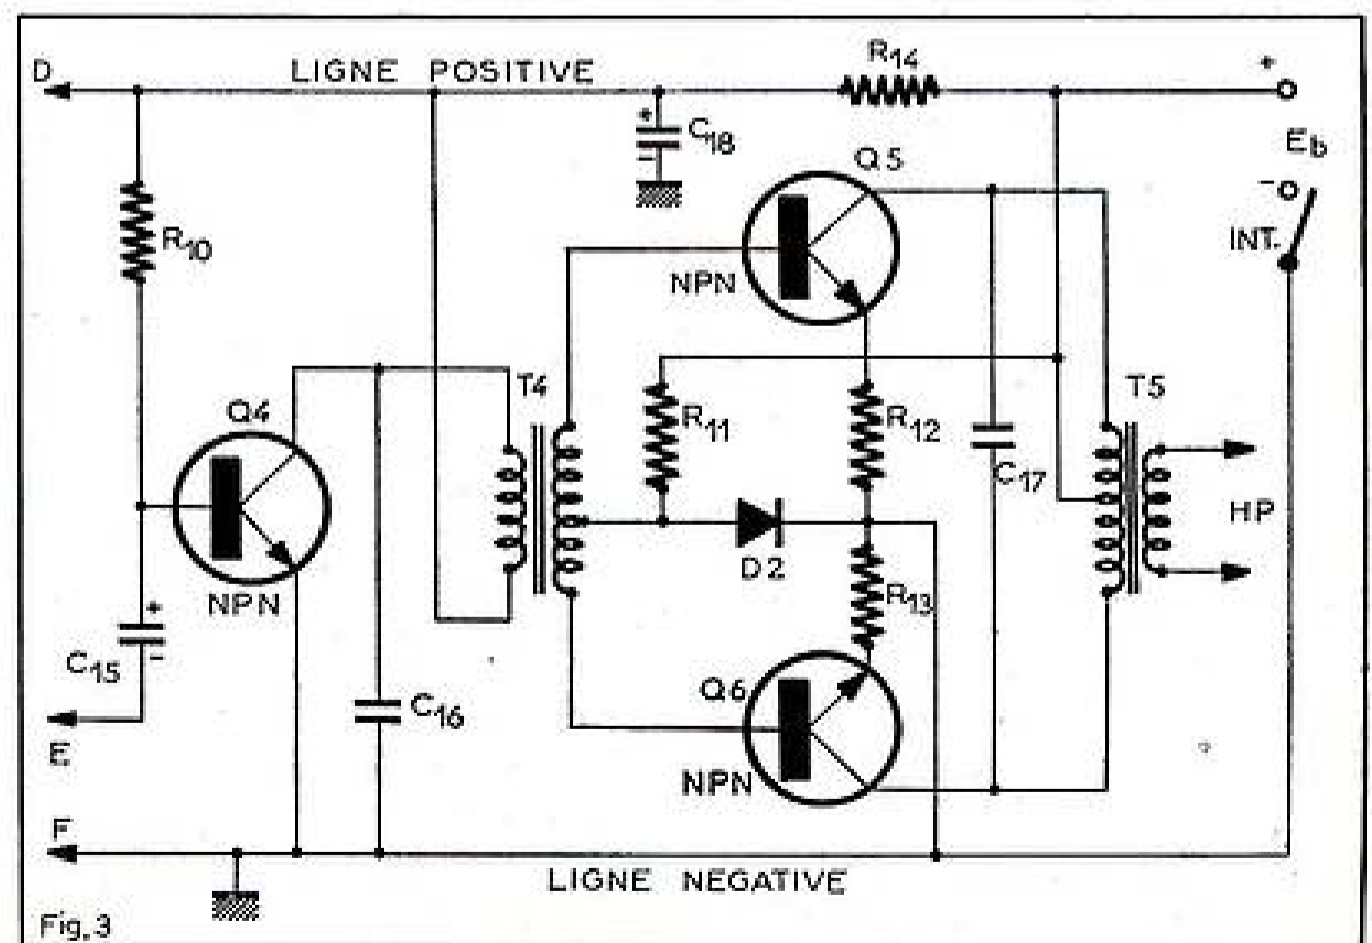 D
LIGNE POSITIVE
R14
+
Eb
-
INT.
+
-
C18
Q5
NPN
R10
Q4
NPN
T4
R11
R12
C17
T5
HP
D2
R13
+
-
C15
C16
Q6
NPN
E
F
LIGNE NEGATIVE
Fig. 3